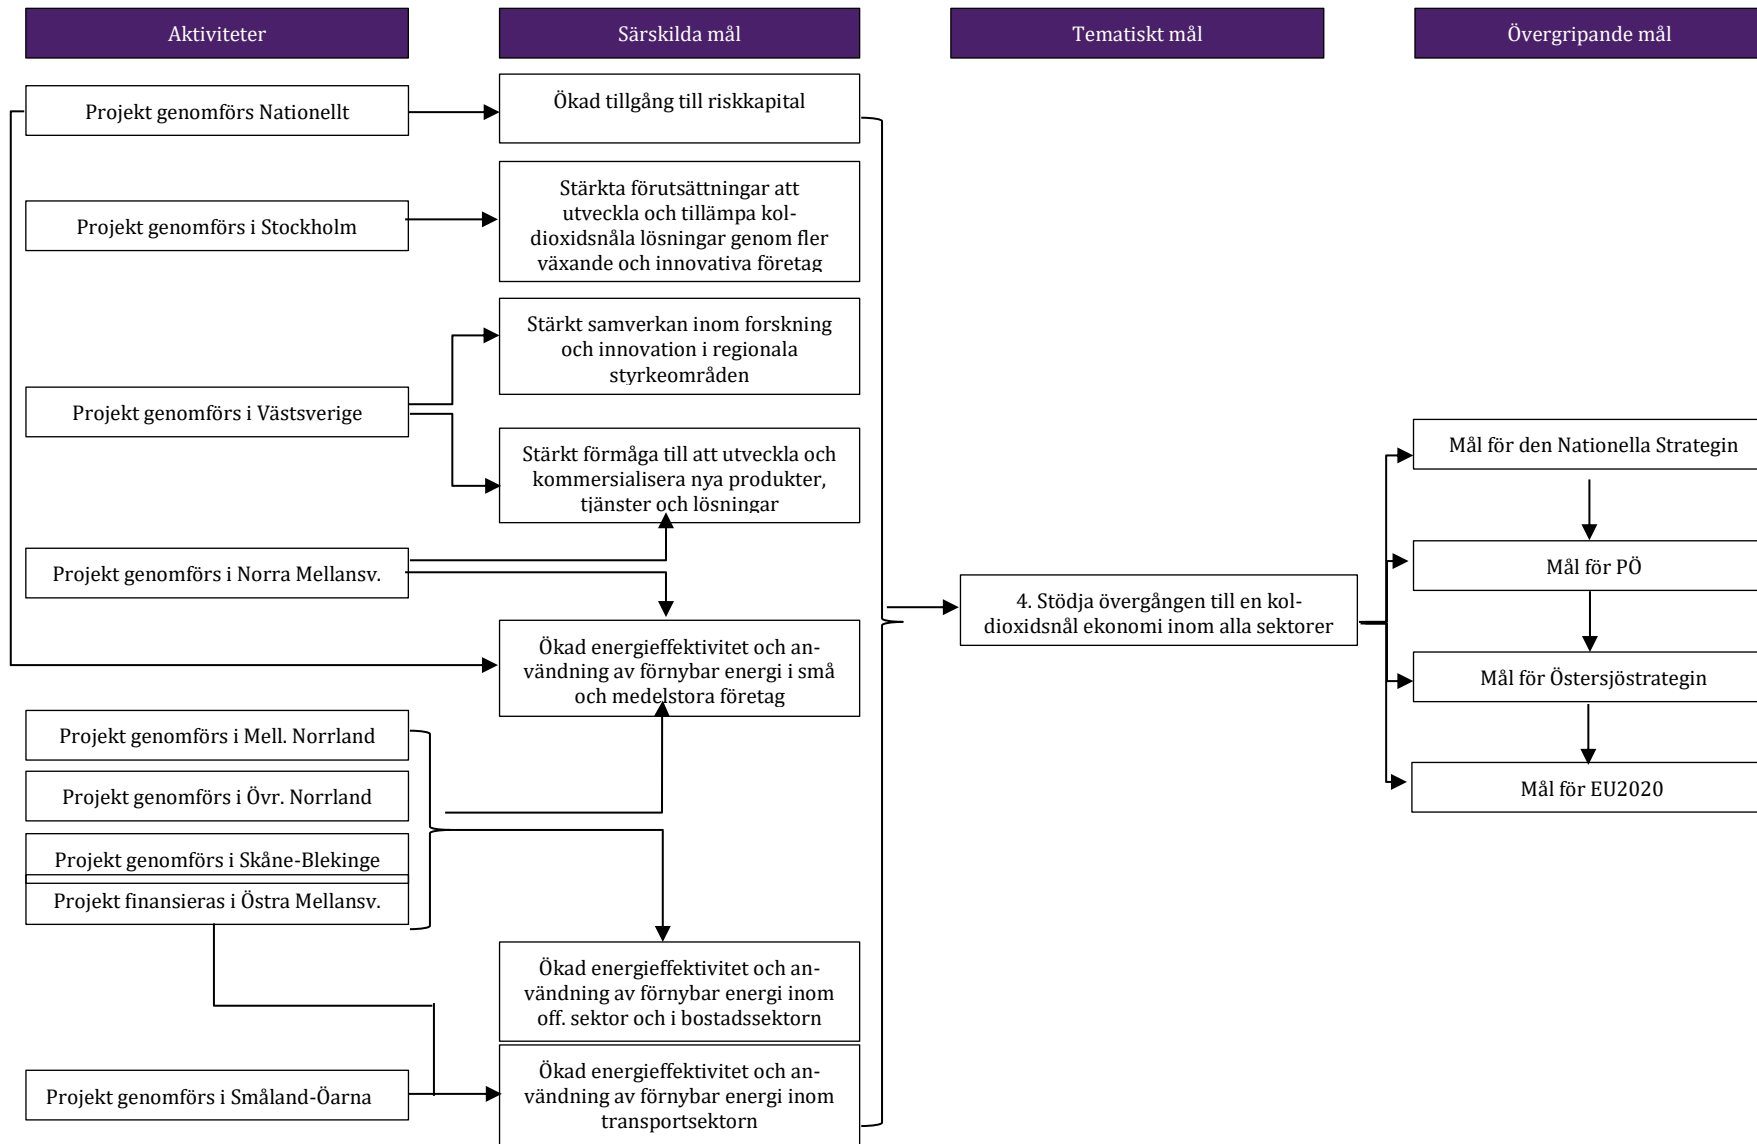 Aktiviteter
Särskilda mål
Tematiskt mål
Övergripande mål
Projekt genomförs Nationellt
Projekt genomförs i Stockholm
Projekt genomförs i Västsverige
Projekt genomförs i Norra Mellansv.
Projekt genomförs i Mell. Norrland
Projekt genomförs i Övr. Norrland
Projekt genomförs i Skåne-Blekinge
Projekt finansieras i Östra Mellansv.
Projekt genomförs i Småland-Öarna
Ökad tillgång till riskkapital
Stärkta förutsättningar att
utveckla och tillämpa kol-
dioxidsnåla lösningar genom fler
växande och innovativa företag
Stärkt samverkan inom forskning
och innovation i regionala
styrkeområden
Stärkt förmåga till att utveckla och
kommersialisera nya produkter,
tjänster och lösningar
Ökad energieffektivitet och an-
vändning av förnybar energi i små
och medelstora företag
Ökad energieffektivitet och an-
vändning av förnybar energi inom
off. sektor och i bostadssektorn
Ökad energieffektivitet och an-
vändning av förnybar energi inom
transportsektorn
4. Stödja övergången till en kol-
dioxidsnål ekonomi inom alla sektorer
Mål för den Nationella Strategin
Mål för PÖ
Mål för Östersjöstrategin
Mål för EU2020